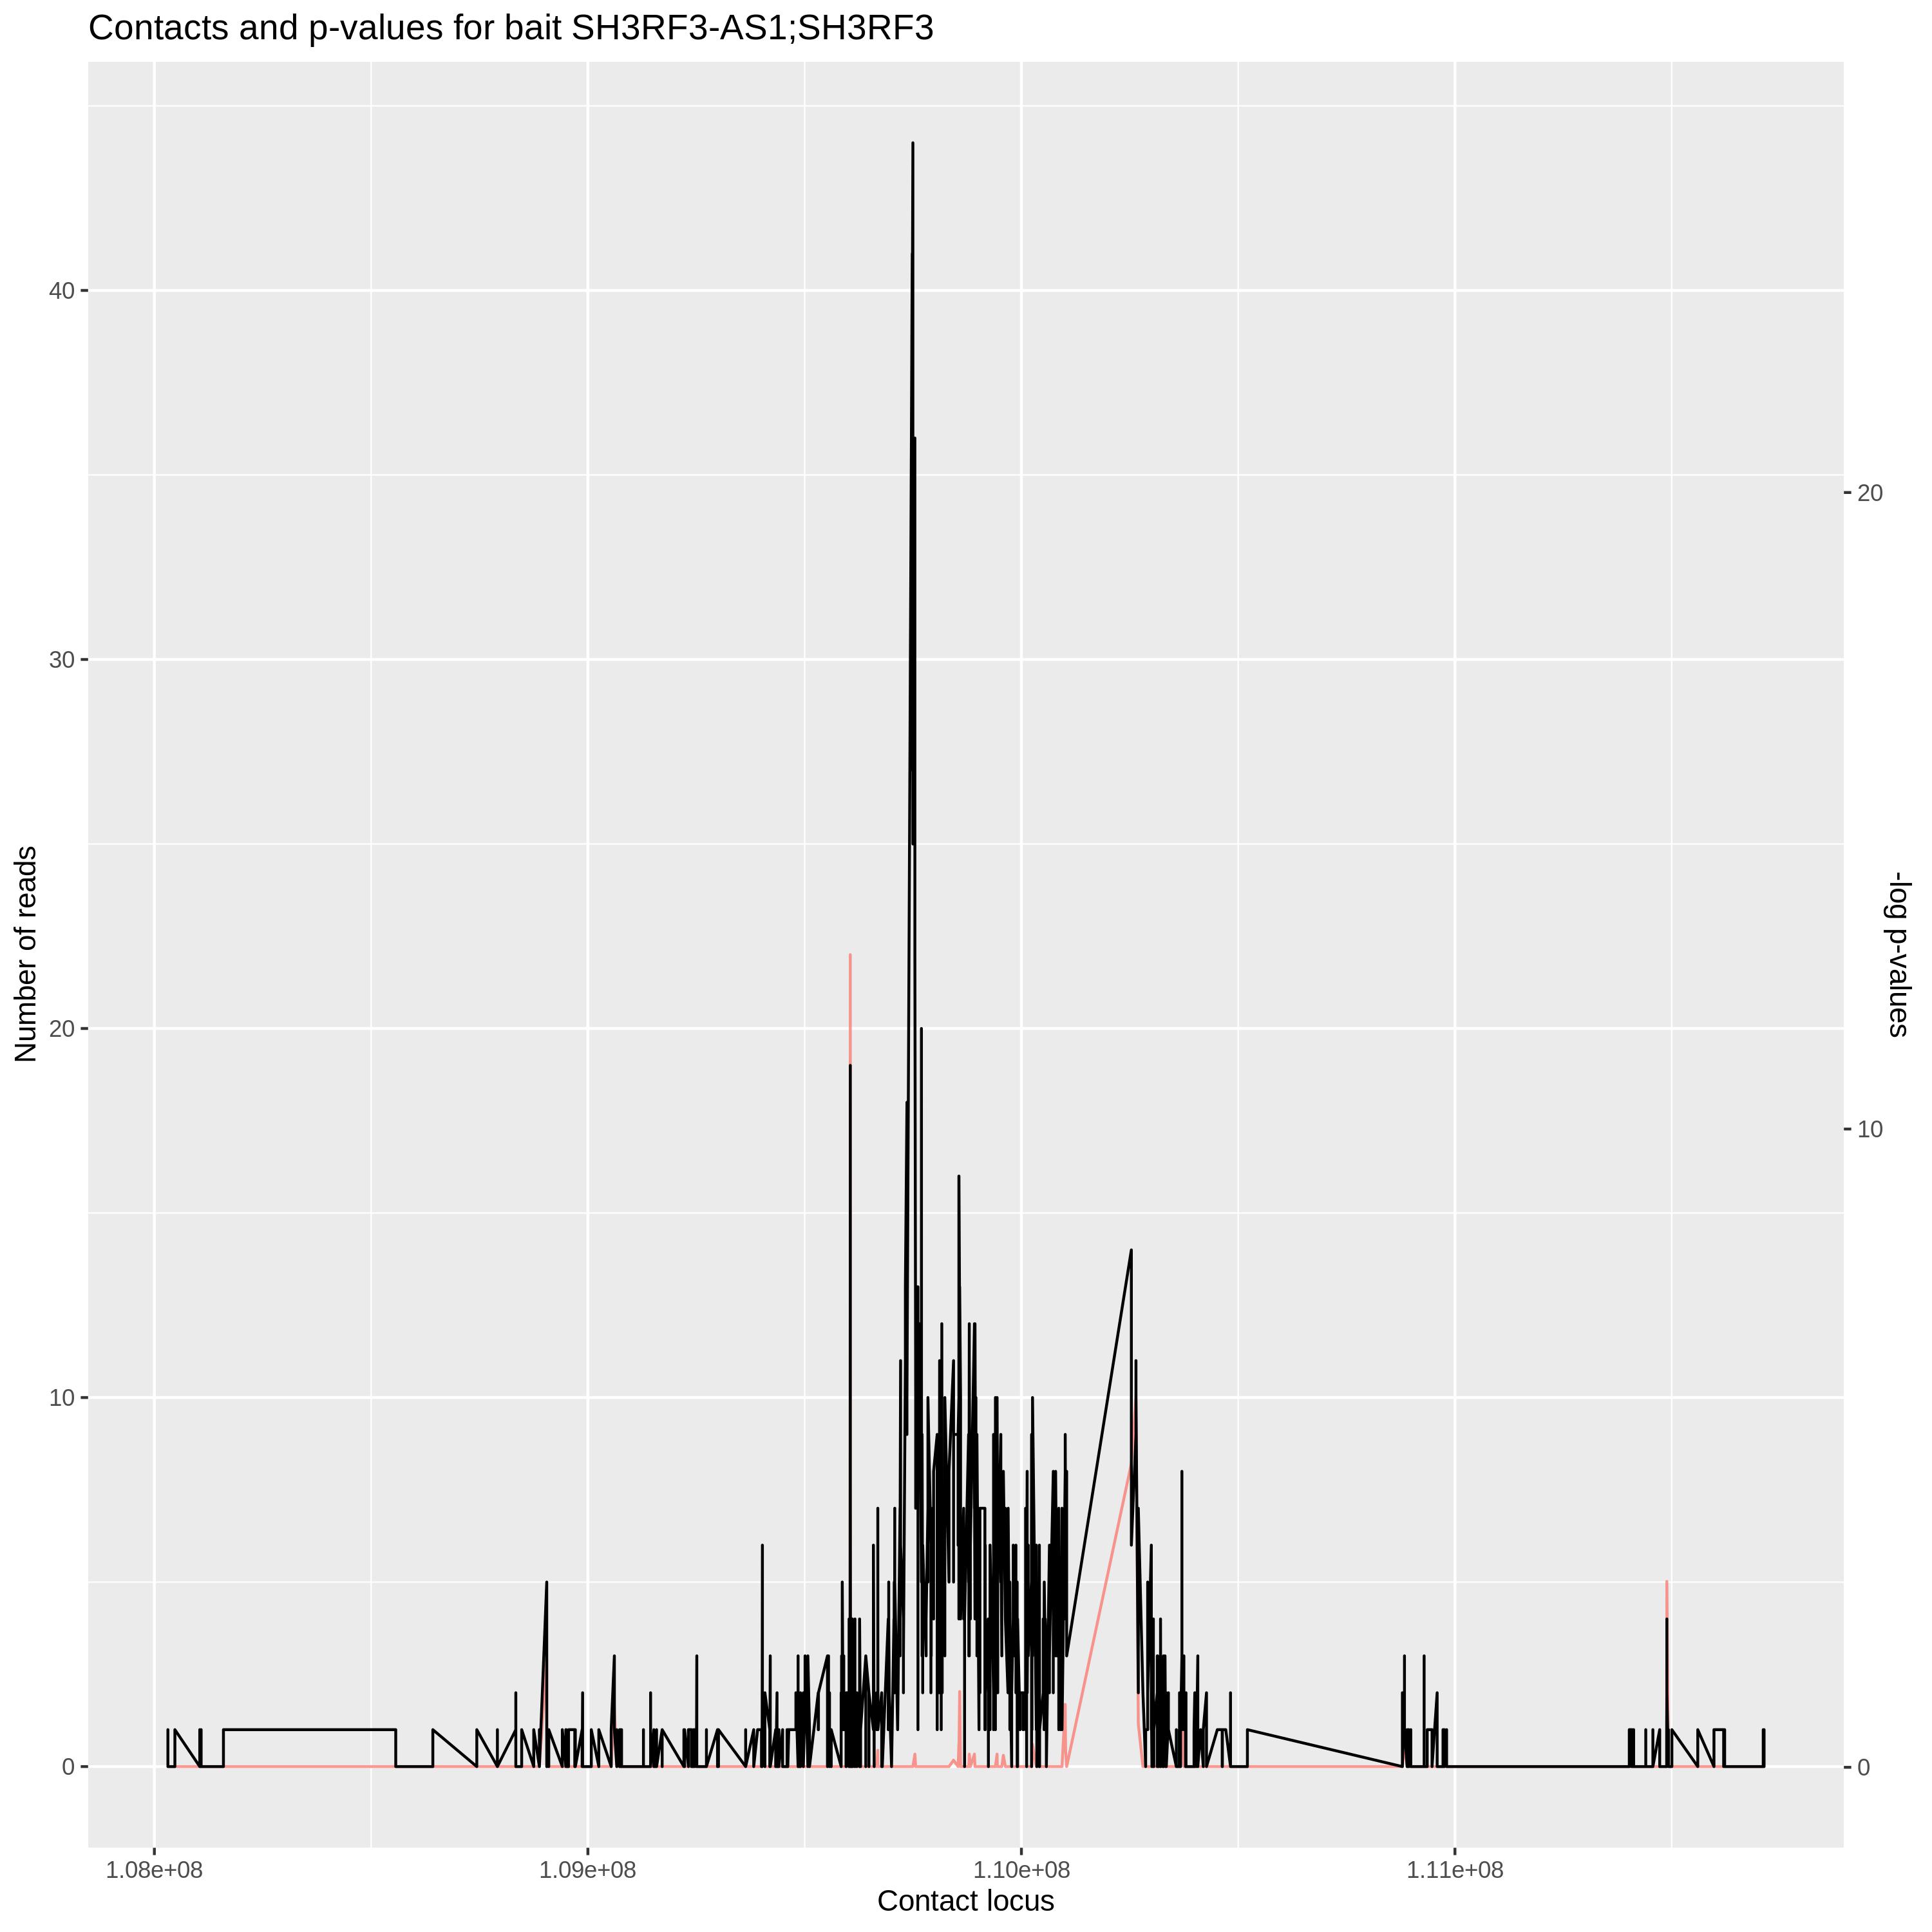 Contacts and p-values for bait SH3RF3-AS1;SH3RF3
40
30
20
10
0
Number of reads
20
10
0
-log p-values
1.08e+08
1.09e+08
1.10e+08
1.11e+08
Contact locus